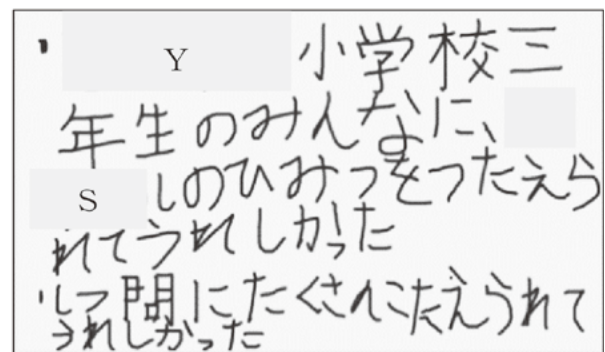 Y 小学校三
年生のみんなに、
S しのひみつをつたえら
れてうれしかった
しつ問にたくさんこたえうれて
うれしかった